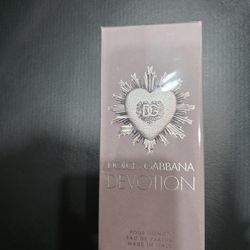 DG
DOLCE & GABBANA
DEVOTION
POUR HOMME
EAU DE PARFUM
MADE IN ITALY